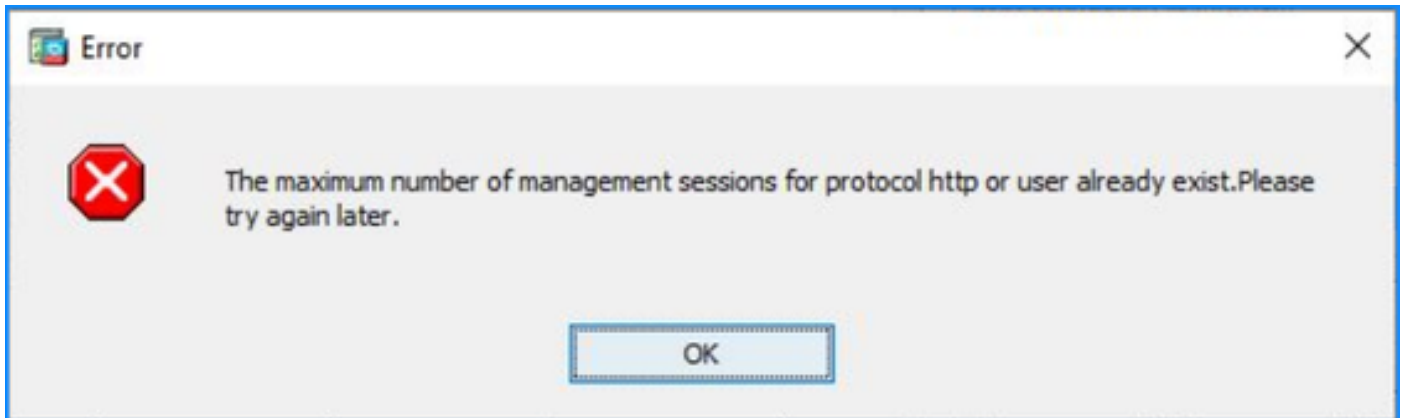 Error
The maximum number of management sessions for protocol http or user already exist.Please
try again later.
OK